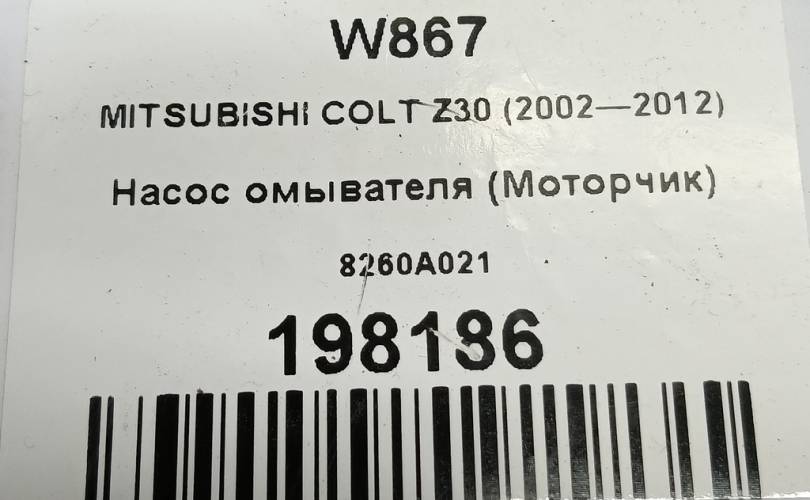 W867
MITSUBISHI COLT Z30 (2002—2012)
Насос омывателя (Моторчик)
8260A021
198186